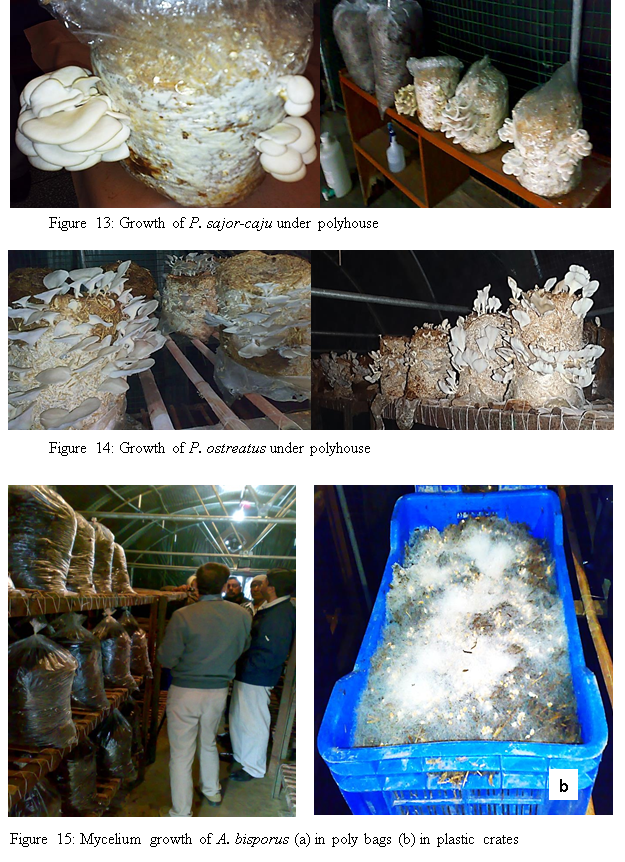 Figure 13: Growth of P. sajor-caju under polyhouse
Figure 14: Growth of P. ostreatus under polyhouse
b
Figure 15: Mycelium growth of A. bisporus (a) in poly bags (b) in plastic crates